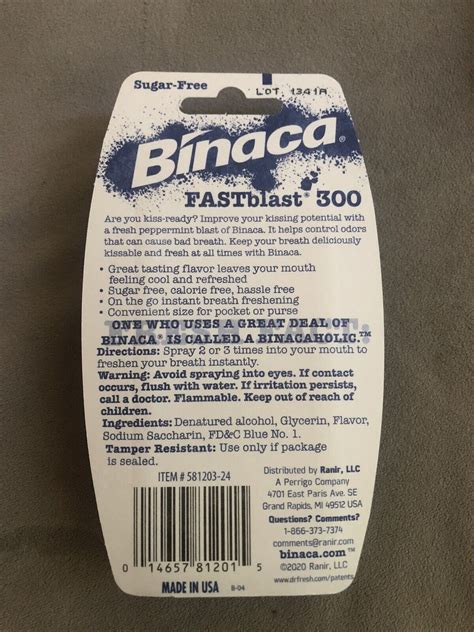 Sugar-Free
LOT 1341A
Binaca®
FASTblast® 300
Are you kiss-ready? Improve your kissing potential with
a fresh peppermint blast of Binaca. It helps control odors
that can cause bad breath. Keep your breath deliciously
kissable and fresh at all times with Binaca.
• Great tasting flavor leaves your mouth
feeling cool and refreshed
• Sugar free, calorie free, hassle free
• On the go instant breath freshening
• Convenient size for pocket or purse
ONE WHO USES A GREAT DEAL OF
BINACA IS CALLED A BINACAHOLIC.™
Directions: Spray 2 or 3 times into your mouth to
freshen your breath instantly.
Warning: Avoid spraying into eyes. If contact
occurs, flush with water. If irritation persists,
call a doctor. Flammable. Keep out of reach of
children.
Ingredients: Denatured alcohol, Glycerin, Flavor,
Sodium Saccharin, FD&C Blue No. 1.
Tamper Resistant: Use only if package
is sealed.
ITEM # 581203-24
0 14657 81201 5
MADE IN USA
B-04
Distributed by Ranir, LLC
A Perrigo Company
4701 East Paris Ave. SE
Grand Rapids, MI 49512 USA
Questions? Comments?
1-866-373-7374
comments@ranir.com
binaca.com™
©2020 Ranir, LLC
www.drfresh.com/patents